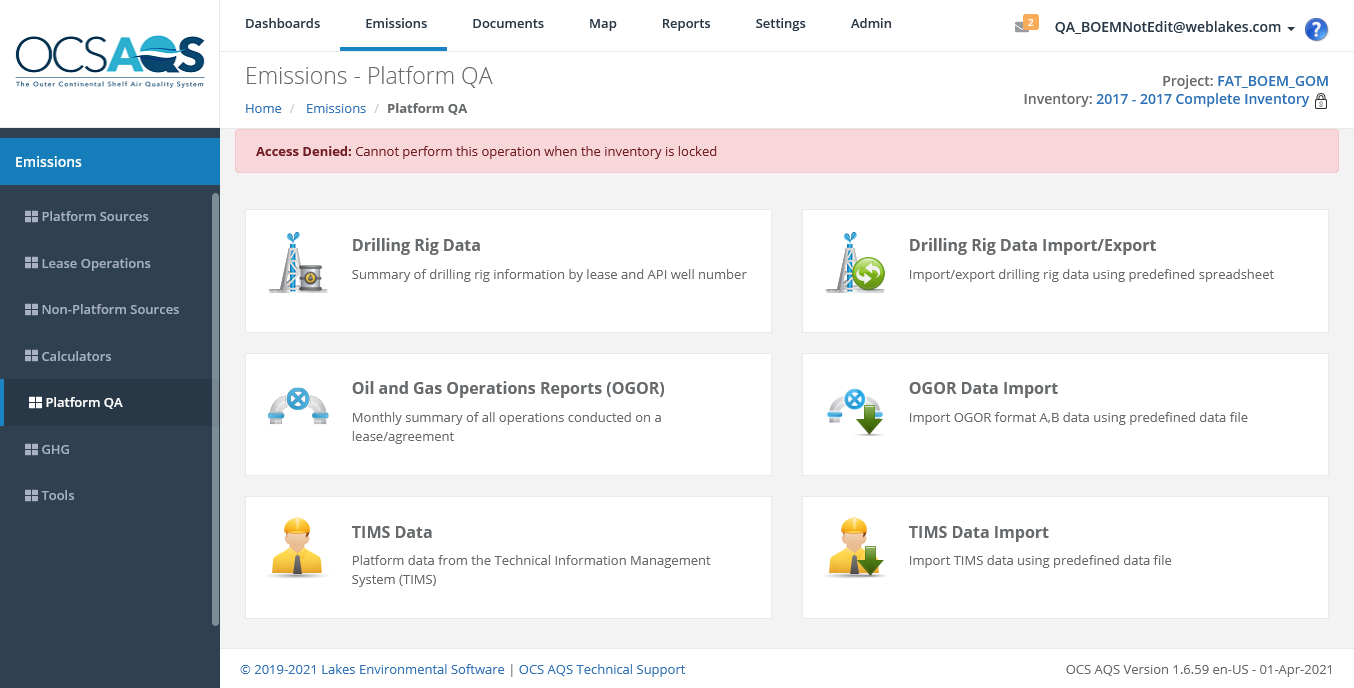 OCSAQS
The Outer Continental Shelf Air Quality System
Dashboards Emissions Documents Map Reports Settings Admin
2 QA_BOEMNotEdit@weblakes.com ?
Emissions - Platform QA
Home / Emissions / Platform QA
Project: FAT_BOEM_GOM
Inventory: 2017 - 2017 Complete Inventory
Access Denied: Cannot perform this operation when the inventory is locked
Emissions
Platform Sources
Lease Operations
Non-Platform Sources
Calculators
Platform QA
GHG
Tools
Drilling Rig Data
Summary of drilling rig information by lease and API well number
Drilling Rig Data Import/Export
Import/export drilling rig data using predefined spreadsheet
Oil and Gas Operations Reports (OGOR)
Monthly summary of all operations conducted on a
lease/agreement
OGOR Data Import
Import OGOR format A,B data using predefined data file
TIMS Data
Platform data from the Technical Information Management
System (TIMS)
TIMS Data Import
Import TIMS data using predefined data file
© 2019-2021 Lakes Environmental Software | OCS AQS Technical Support
OCS AQS Version 1.6.59 en-US - 01-Apr-2021